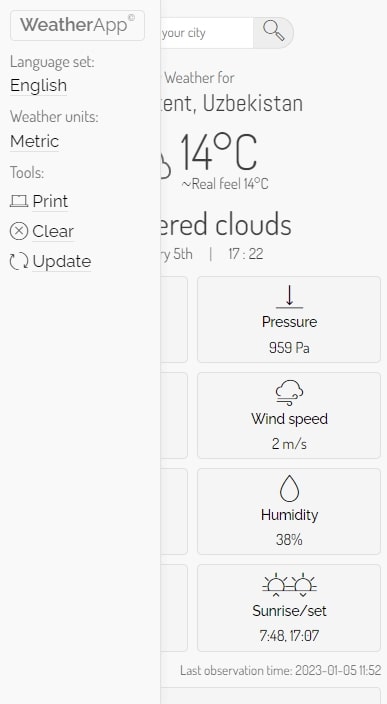 WeatherApp©
Language set:
English
Weather units:
Metric
Tools:
Print
Clear
Update
your city
Weather for
ent, Uzbekistan
14°C
~Real feel 14°C
ered clouds
ry 5th | 17 : 22
Pressure
959 Pa
Wind speed
2 m/s
Humidity
38%
Sunrise/set
7:48, 17:07
Last observation time: 2023-01-05 11:52